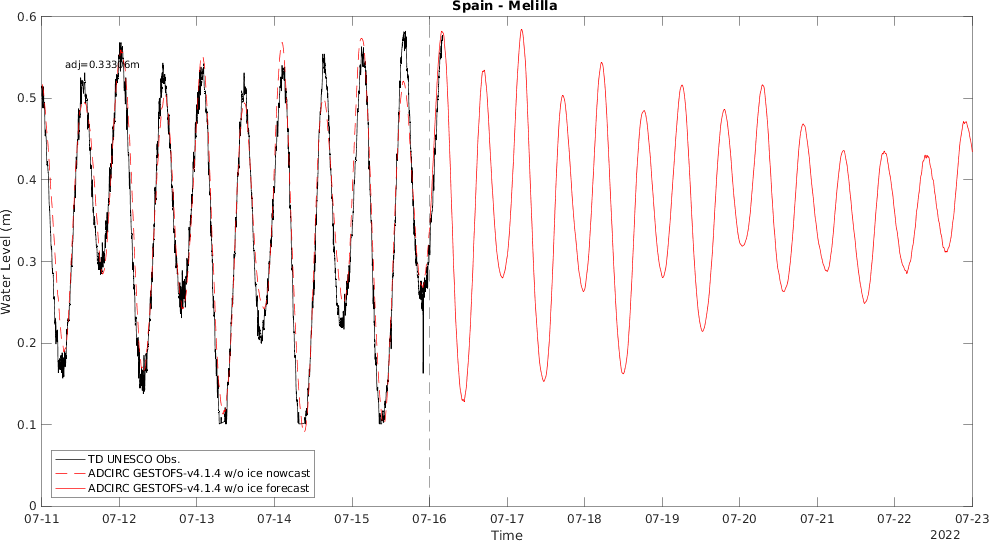 Spain - Melilla
0.6
0.5
0.4
0.3
0.2
0.1
0
Water Level (m)
adj=0.33306m
TD UNESCO Obs.
ADCIRC GESTOFS-v4.1.4 w/o ice nowcast
ADCIRC GESTOFS-v4.1.4 w/o ice forecast
07-11 07-12 07-13 07-14 07-15 07-16 07-17 07-18 07-19 07-20 07-21 07-22 07-23
Time
2022